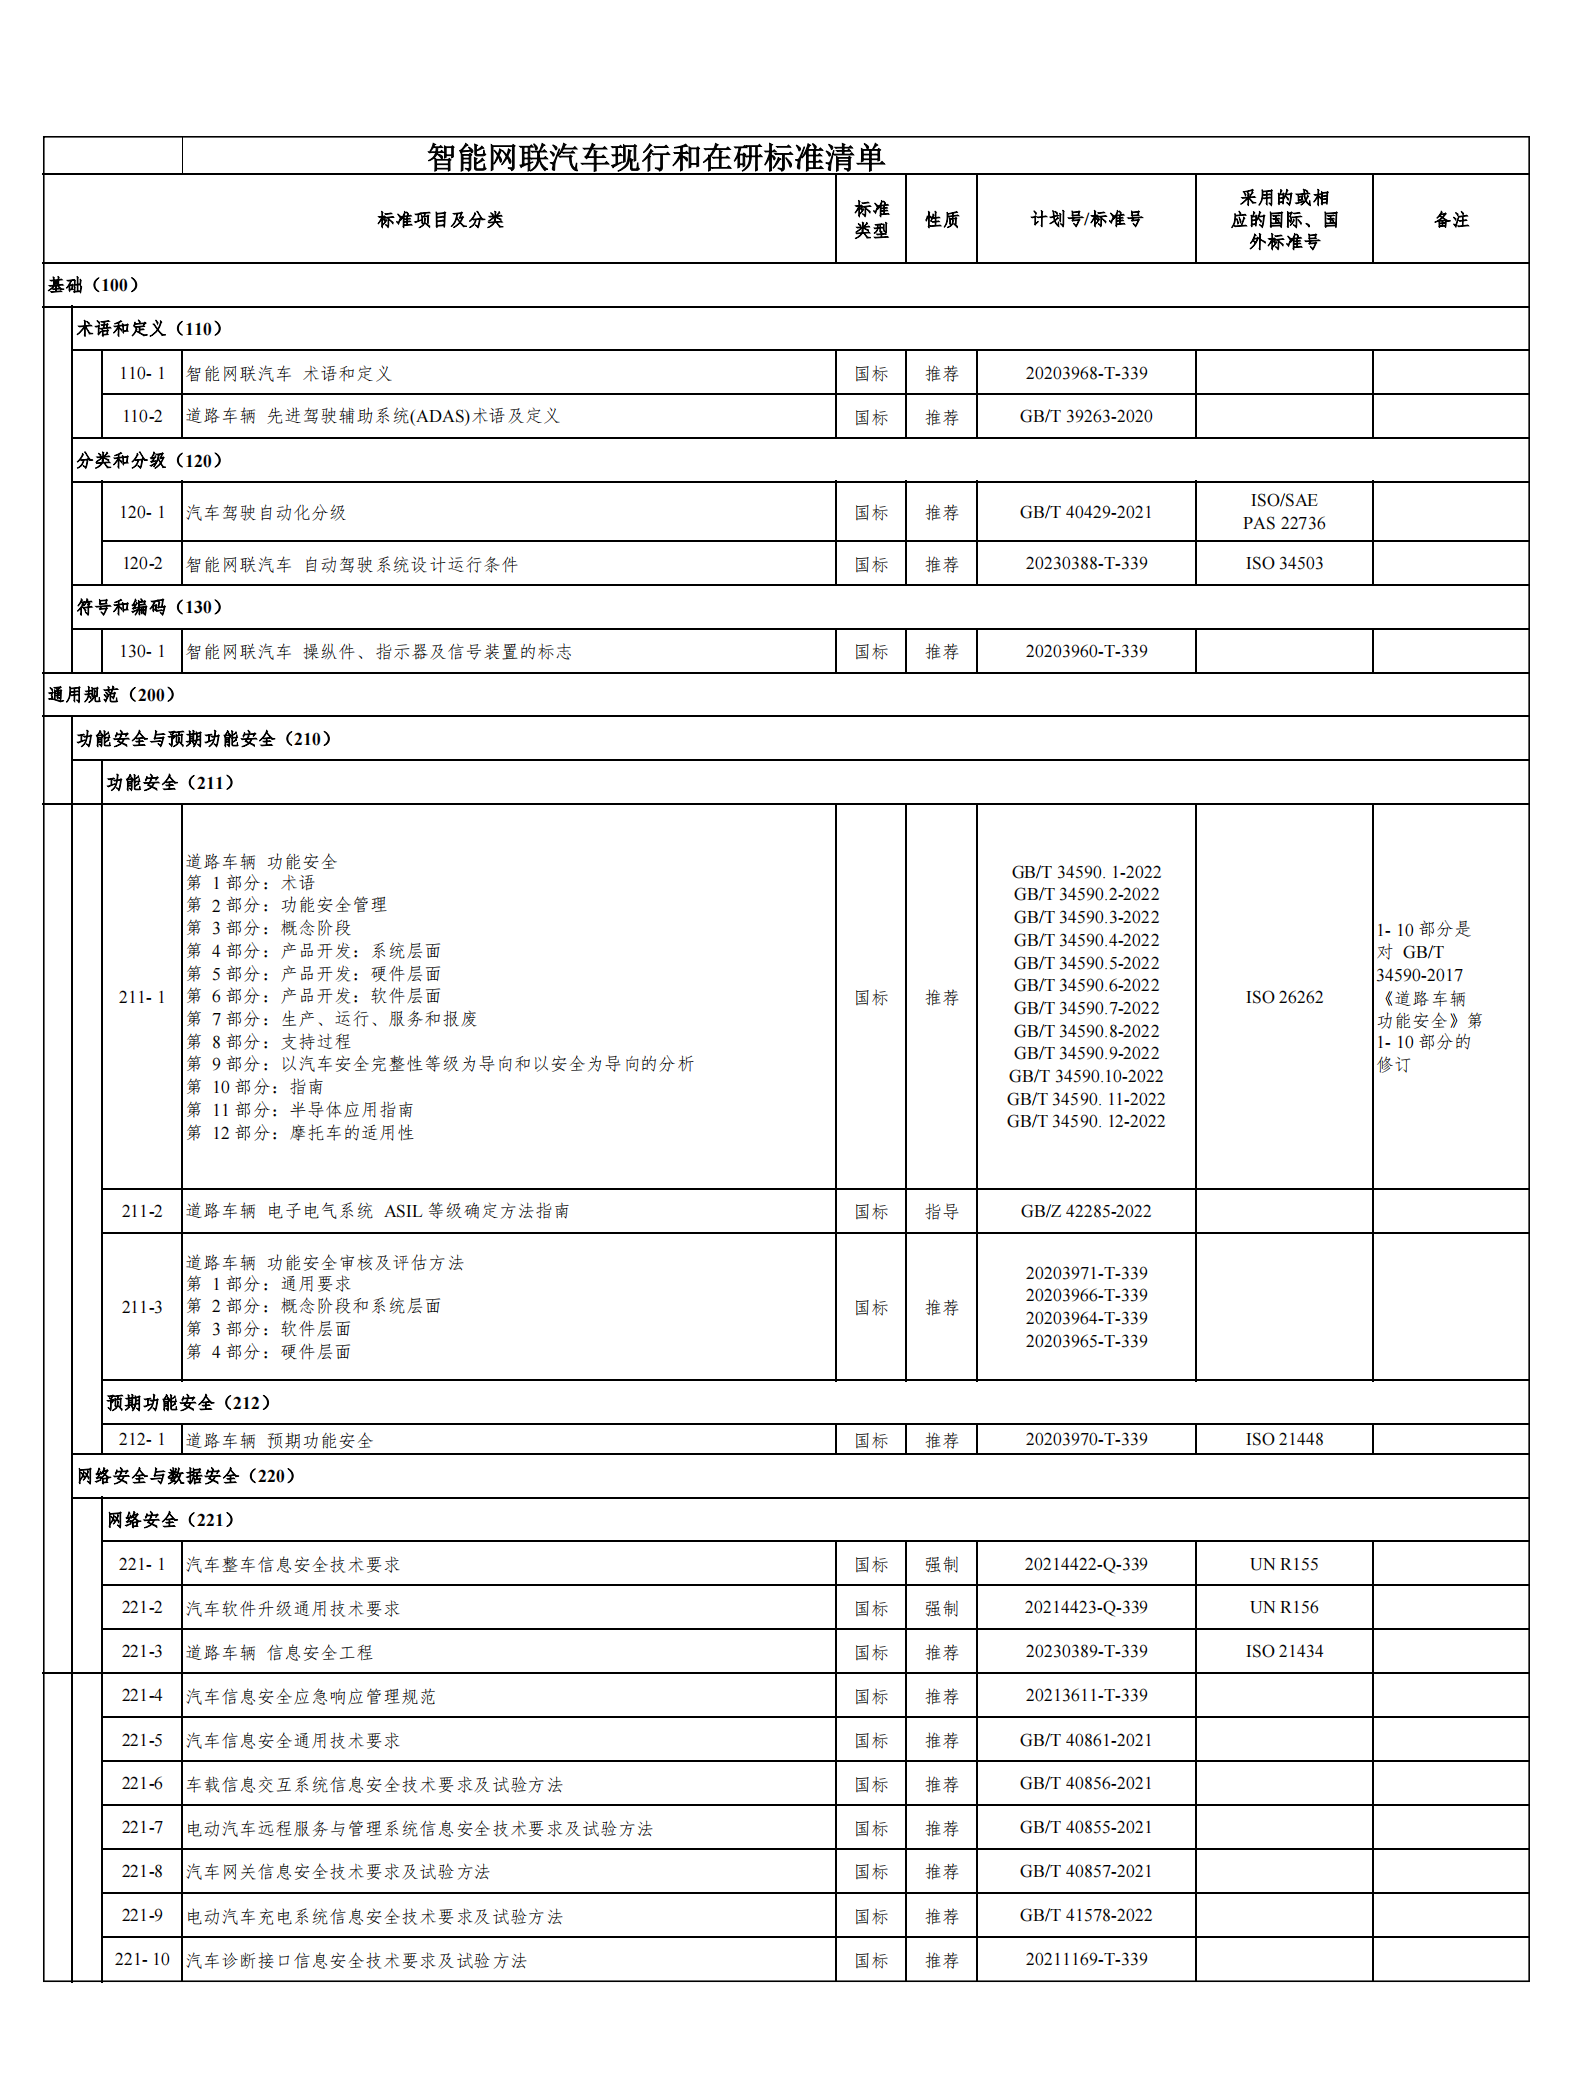 智能网联汽车现行和在研标准清单
标准项目及分类 标准类型 性质 计划号/标准号 采用的或相应的国际、国外标准号 备注
基础（100）
术语和定义（110）
110- 1 智能网联汽车 术语和定义 国标 推荐 20203968-T-339
110-2 道路车辆 先进驾驶辅助系统(ADAS)术语及定义 国标 推荐 GB/T 39263-2020
分类和分级（120）
120- 1 汽车驾驶自动化分级 国标 推荐 GB/T 40429-2021 ISO/SAE PAS 22736
120-2 智能网联汽车 自动驾驶系统设计运行条件 国标 推荐 20230388-T-339 ISO 34503
符号和编码（130）
130- 1 智能网联汽车 操纵件、指示器及信号装置的标志 国标 推荐 20203960-T-339
通用规范（200）
功能安全与预期功能安全（210）
功能安全（211）
211- 1
道路车辆 功能安全
第 1 部分：术语
第 2 部分：功能安全管理
第 3 部分：概念阶段
第 4 部分：产品开发：系统层面
第 5 部分：产品开发：硬件层面
第 6 部分：产品开发：软件层面
第 7 部分：生产、运行、服务和报废
第 8 部分：支持过程
第 9 部分：以汽车安全完整性等级为导向和以安全为导向的分析
第 10 部分：指南
第 11 部分：半导体应用指南
第 12 部分：摩托车的适用性
国标 推荐
GB/T 34590. 1-2022
GB/T 34590.2-2022
GB/T 34590.3-2022
GB/T 34590.4-2022
GB/T 34590.5-2022
GB/T 34590.6-2022
GB/T 34590.7-2022
GB/T 34590.8-2022
GB/T 34590.9-2022
GB/T 34590.10-2022
GB/T 34590. 11-2022
GB/T 34590. 12-2022
ISO 26262
1- 10 部分是
对 GB/T
34590-2017
《道路车辆
功能安全》第
1- 10 部分的
修订
211-2 道路车辆 电子电气系统 ASIL 等级确定方法指南 国标 指导 GB/Z 42285-2022
211-3
道路车辆 功能安全审核及评估方法
第 1 部分：通用要求
第 2 部分：概念阶段和系统层面
第 3 部分：软件层面
第 4 部分：硬件层面
国标 推荐
20203971-T-339
20203966-T-339
20203964-T-339
20203965-T-339
预期功能安全（212）
212- 1 道路车辆 预期功能安全 国标 推荐 20203970-T-339 ISO 21448
网络安全与数据安全（220）
网络安全（221）
221- 1 汽车整车信息安全技术要求 国标 强制 20214422-Q-339 UN R155
221-2 汽车软件升级通用技术要求 国标 强制 20214423-Q-339 UN R156
221-3 道路车辆 信息安全工程 国标 推荐 20230389-T-339 ISO 21434
221-4 汽车信息安全应急响应管理规范 国标 推荐 20213611-T-339
221-5 汽车信息安全通用技术要求 国标 推荐 GB/T 40861-2021
221-6 车载信息交互系统信息安全技术要求及试验方法 国标 推荐 GB/T 40856-2021
221-7 电动汽车远程服务与管理系统信息安全技术要求及试验方法 国标 推荐 GB/T 40855-2021
221-8 汽车网关信息安全技术要求及试验方法 国标 推荐 GB/T 40857-2021
221-9 电动汽车充电系统信息安全技术要求及试验方法 国标 推荐 GB/T 41578-2022
221- 10 汽车诊断接口信息安全技术要求及试验方法 国标 推荐 20211169-T-339